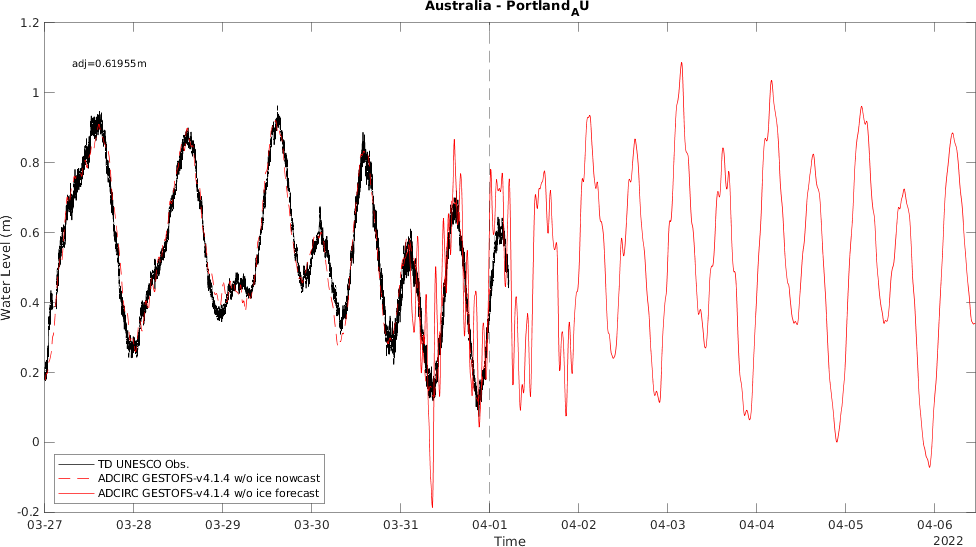 Australia - Portland_AU
1.2
adj=0.61955m
1
0.8
0.6
Water Level (m)
0.4
0.2
0
TD UNESCO Obs.
ADCIRC GESTOFS-v4.1.4 w/o ice nowcast
ADCIRC GESTOFS-v4.1.4 w/o ice forecast
-0.2
03-27 03-28 03-29 03-30 03-31 04-01 04-02 04-03 04-04 04-05 04-06
Time 2022